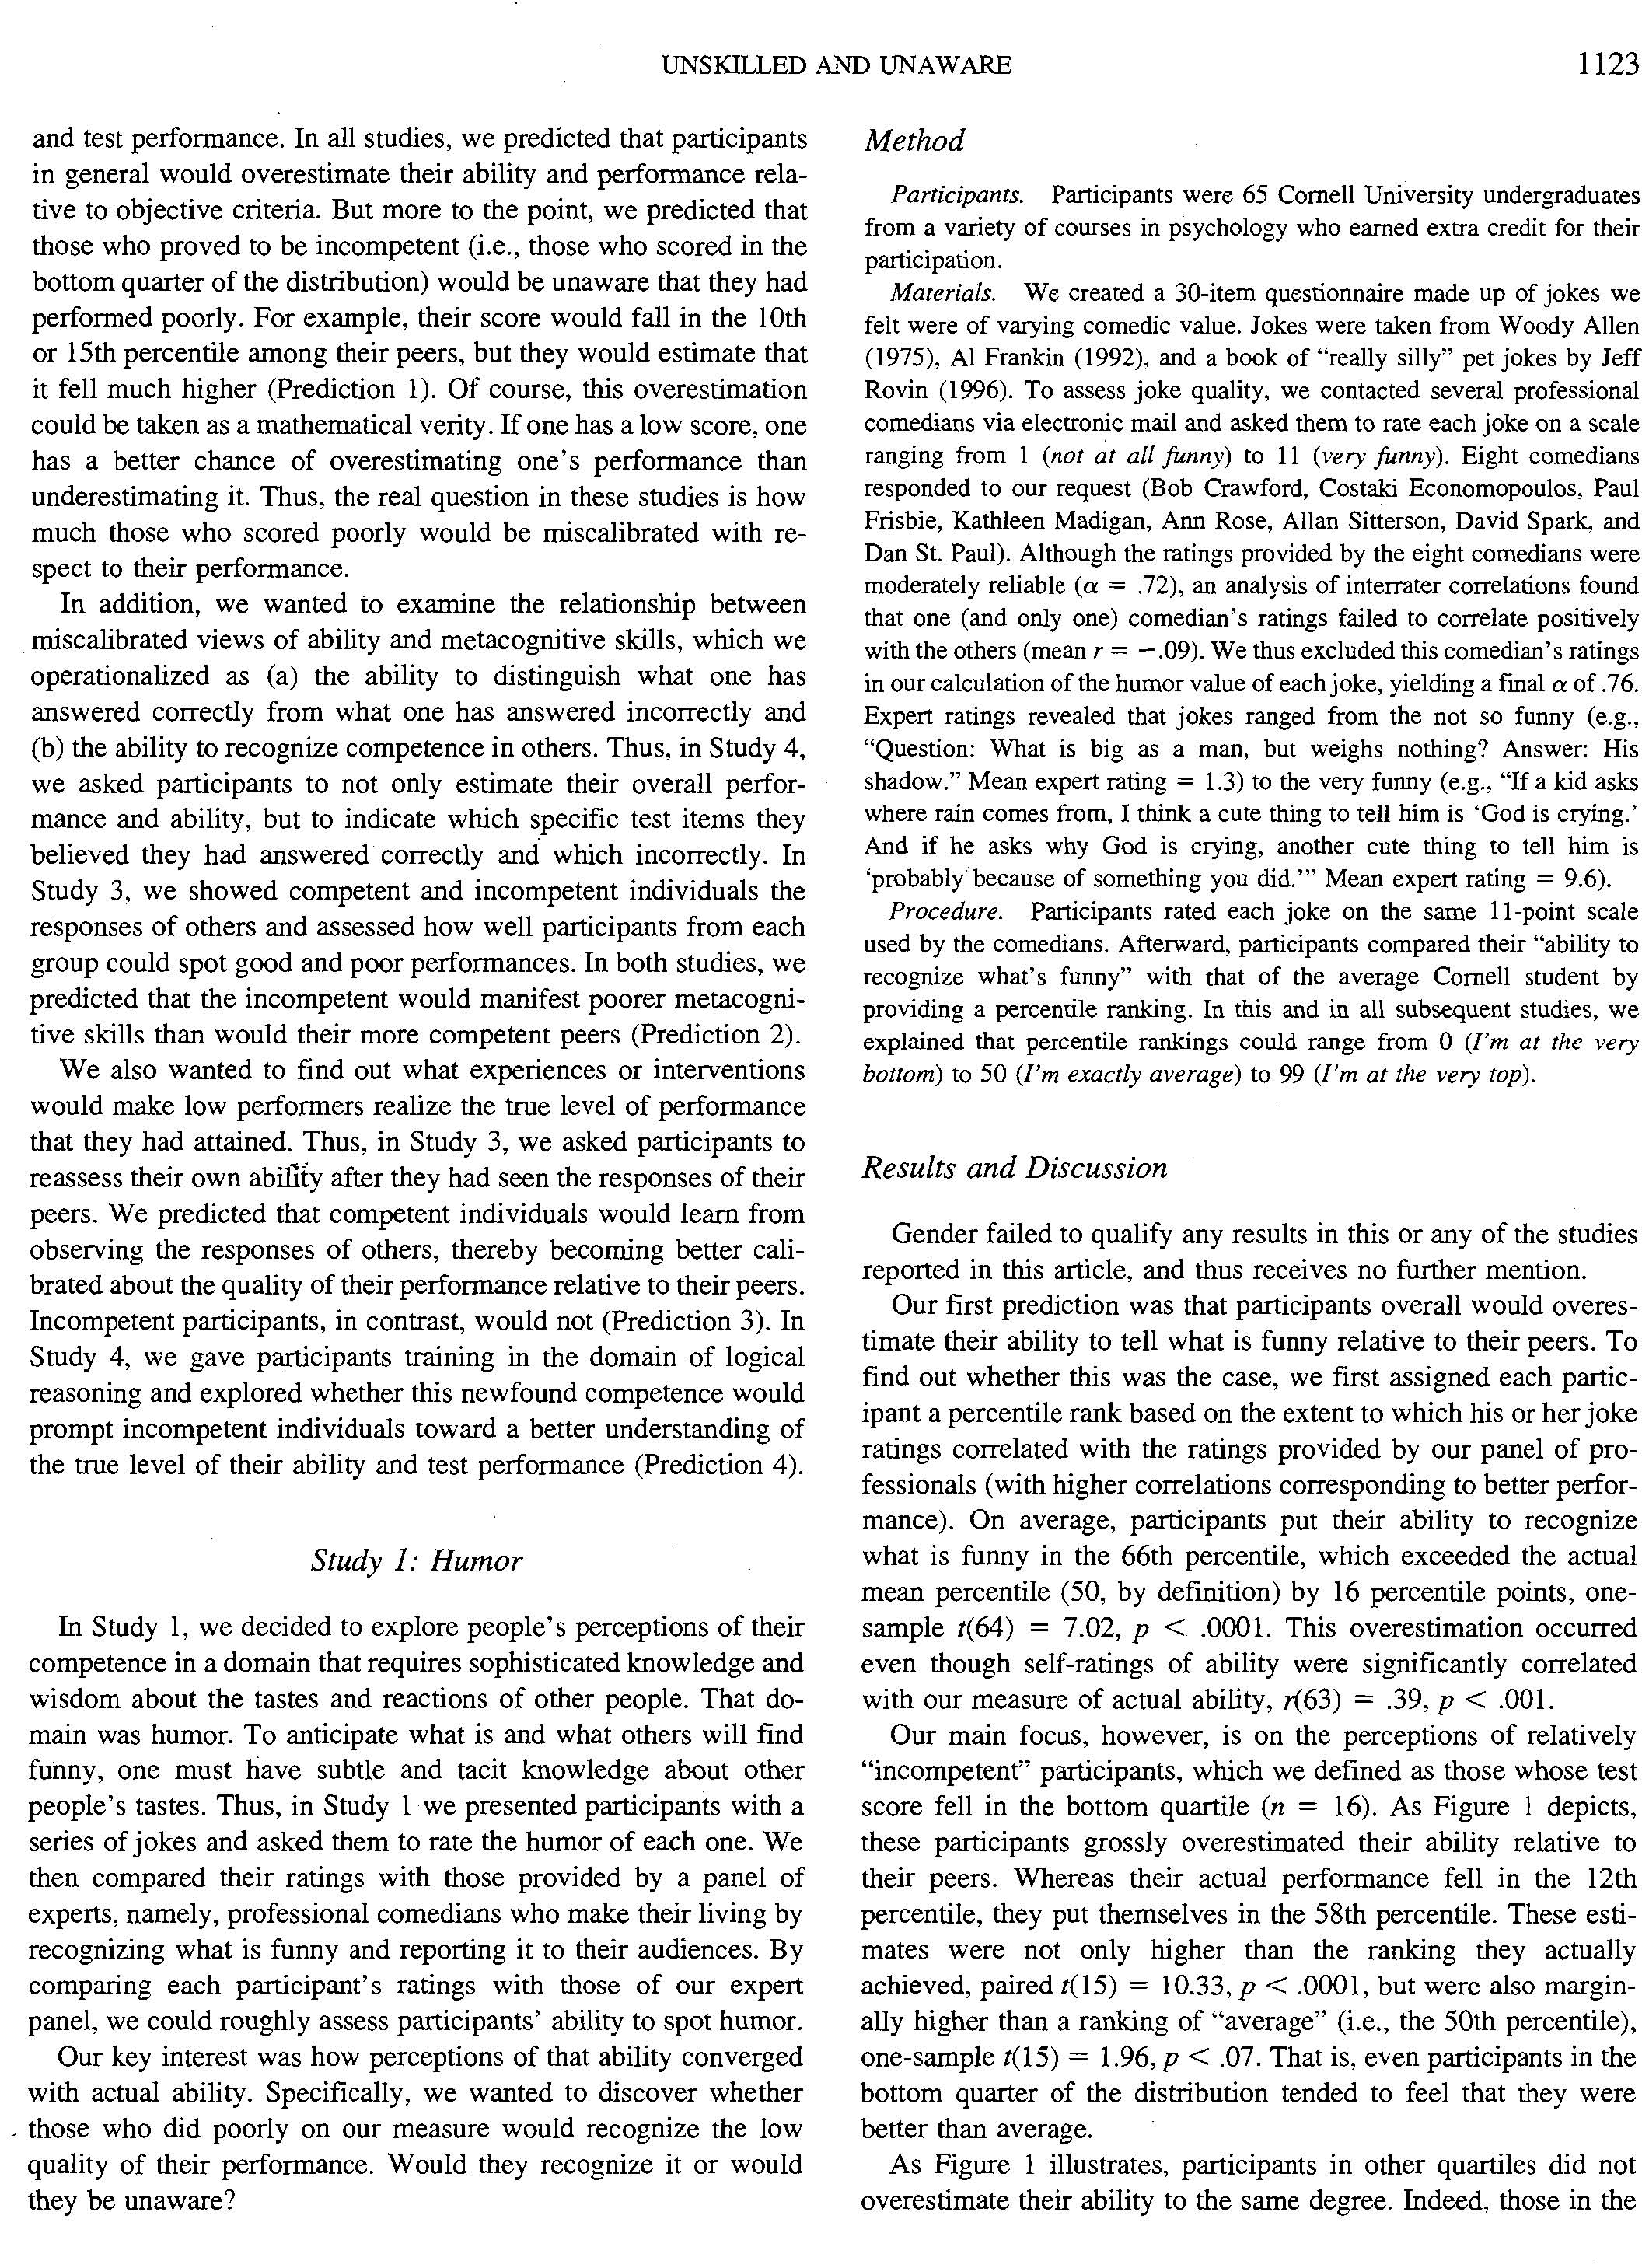 UNSKILLED AND UNAWARE
1123
and test performance. In all studies, we predicted that participants
in general would overestimate their ability and performance rela-
tive to objective criteria. But more to the point, we predicted that
those who proved to be incompetent (i.e., those who scored in the
bottom quarter of the distribution) would be unaware that they had
performed poorly. For example, their score would fall in the 10th
or 15th percentile among their peers, but they would estimate that
it fell much higher (Prediction 1). Of course, this overestimation
could be taken as a mathematical verity. If one has a low score, one
has a better chance of overestimating one's performance than
underestimating it. Thus, the real question in these studies is how
much those who scored poorly would be miscalibrated with re-
spect to their performance.
In addition, we wanted to examine the relationship between
miscalibrated views of ability and metacognitive skills, which we
operationalized as (a) the ability to distinguish what one has
answered correctly from what one has answered incorrectly and
(b) the ability to recognize competence in others. Thus, in Study 4,
we asked participants to not only estimate their overall perfor-
mance and ability, but to indicate which specific test items they
believed they had answered correctly and which incorrectly. In
Study 3, we showed competent and incompetent individuals the
responses of others and assessed how well participants from each
group could spot good and poor performances. In both studies, we
predicted that the incompetent would manifest poorer metacogni-
tive skills than would their more competent peers (Prediction 2).
We also wanted to find out what experiences or interventions
would make low performers realize the true level of performance
that they had attained. Thus, in Study 3, we asked participants to
reassess their own ability after they had seen the responses of their
peers. We predicted that competent individuals would learn from
observing the responses of others, thereby becoming better cali-
brated about the quality of their performance relative to their peers.
Incompetent participants, in contrast, would not (Prediction 3). In
Study 4, we gave participants training in the domain of logical
reasoning and explored whether this newfound competence would
prompt incompetent individuals toward a better understanding of
the true level of their ability and test performance (Prediction 4).
Study 1: Humor
In Study 1, we decided to explore people's perceptions of their
competence in a domain that requires sophisticated knowledge and
wisdom about the tastes and reactions of other people. That do-
main was humor. To anticipate what is and what others will find
funny, one must have subtle and tacit knowledge about other
people's tastes. Thus, in Study 1 we presented participants with a
series of jokes and asked them to rate the humor of each one. We
then compared their ratings with those provided by a panel of
experts, namely, professional comedians who make their living by
recognizing what is funny and reporting it to their audiences. By
comparing each participant's ratings with those of our expert
panel, we could roughly assess participants' ability to spot humor.
Our key interest was how perceptions of that ability converged
with actual ability. Specifically, we wanted to discover whether
those who did poorly on our measure would recognize the low
quality of their performance. Would they recognize it or would
they be unaware?
Method
Participants. Participants were 65 Cornell University undergraduates
from a variety of courses in psychology who earned extra credit for their
participation.
Materials. We created a 30-item questionnaire made up of jokes we
felt were of varying comedic value. Jokes were taken from Woody Allen
(1975), Al Frankin (1992), and a book of "really silly" pet jokes by Jeff
Rovin (1996). To assess joke quality, we contacted several professional
comedians via electronic mail and asked them to rate each joke on a scale
ranging from 1 (not at all funny) to 11 (very funny). Eight comedians
responded to our request (Bob Crawford, Costaki Economopoulos, Paul
Frisbie, Kathleen Madigan, Ann Rose, Allan Sitterson, David Spark, and
Dan St. Paul). Although the ratings provided by the eight comedians were
moderately reliable (α = .72), an analysis of interrater correlations found
that one (and only one) comedian's ratings failed to correlate positively
with the others (mean r = −.09). We thus excluded this comedian's ratings
in our calculation of the humor value of each joke, yielding a final α of .76.
Expert ratings revealed that jokes ranged from the not so funny (e.g.,
"Question: What is big as a man, but weighs nothing? Answer: His
shadow." Mean expert rating = 1.3) to the very funny (e.g., "If a kid asks
where rain comes from, I think a cute thing to tell him is 'God is crying.'
And if he asks why God is crying, another cute thing to tell him is
'probably because of something you did.'" Mean expert rating = 9.6).
Procedure. Participants rated each joke on the same 11-point scale
used by the comedians. Afterward, participants compared their "ability to
recognize what's funny" with that of the average Cornell student by
providing a percentile ranking. In this and in all subsequent studies, we
explained that percentile rankings could range from 0 (I'm at the very
bottom) to 50 (I'm exactly average) to 99 (I'm at the very top).
Results and Discussion
Gender failed to qualify any results in this or any of the studies
reported in this article, and thus receives no further mention.
Our first prediction was that participants overall would overes-
timate their ability to tell what is funny relative to their peers. To
find out whether this was the case, we first assigned each partic-
ipant a percentile rank based on the extent to which his or her joke
ratings correlated with the ratings provided by our panel of pro-
fessionals (with higher correlations corresponding to better perfor-
mance). On average, participants put their ability to recognize
what is funny in the 66th percentile, which exceeded the actual
mean percentile (50, by definition) by 16 percentile points, one-
sample t(64) = 7.02, p < .0001. This overestimation occurred
even though self-ratings of ability were significantly correlated
with our measure of actual ability, r(63) = .39, p < .001.
Our main focus, however, is on the perceptions of relatively
"incompetent" participants, which we defined as those whose test
score fell in the bottom quartile (n = 16). As Figure 1 depicts,
these participants grossly overestimated their ability relative to
their peers. Whereas their actual performance fell in the 12th
percentile, they put themselves in the 58th percentile. These esti-
mates were not only higher than the ranking they actually
achieved, paired t(15) = 10.33, p < .0001, but were also margin-
ally higher than a ranking of "average" (i.e., the 50th percentile),
one-sample t(15) = 1.96, p < .07. That is, even participants in the
bottom quarter of the distribution tended to feel that they were
better than average.
As Figure 1 illustrates, participants in other quartiles did not
overestimate their ability to the same degree. Indeed, those in the